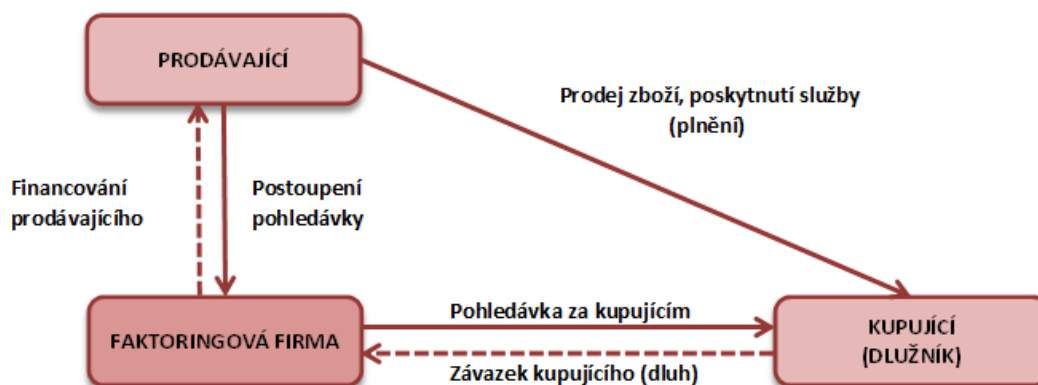 PRODÁVAJÍCÍ
Prodej zboží, poskytnutí služby
(plnění)
Financování
prodávajícího
Postoupení
pohledávky
FAKTORINGOVÁ FIRMA
Pohledávka za kupujícím
Závazek kupujícího (dluh)
KUPUJÍCÍ
(DLUŽNÍK)